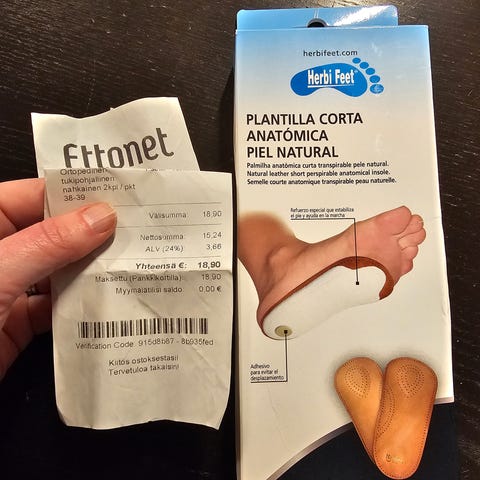 Ettonet
Ortopedinen
tukipohjallinen
nahkainen 2kpl / pkt
38-39
Välisumma: 18,90
Nettosumma: 15,24
ALV (24%) 3,66
Yhteensä €: 18,90
Maksettu (Pankkikortilla): 18,90
Myymälätilisi saldo: 0,00 €
Verification Code: 915d8b87 - 8b935fed
Kiitos ostoksestasi!
Tervetuloa takaisin!
herbifeet.com
Herbi Feet
PLANTILLA CORTA
ANATÓMICA
PIEL NATURAL
Palmilha anatômica curta transpirable pele natural.
Natural leather short perspirable anatomical insole.
Semelle courte anatomique transpirable peau naturelle.
Refuerzo especial que estabiliza
el pie y ayuda en la marcha
Adhesivo
para evitar el
desplazamiento.